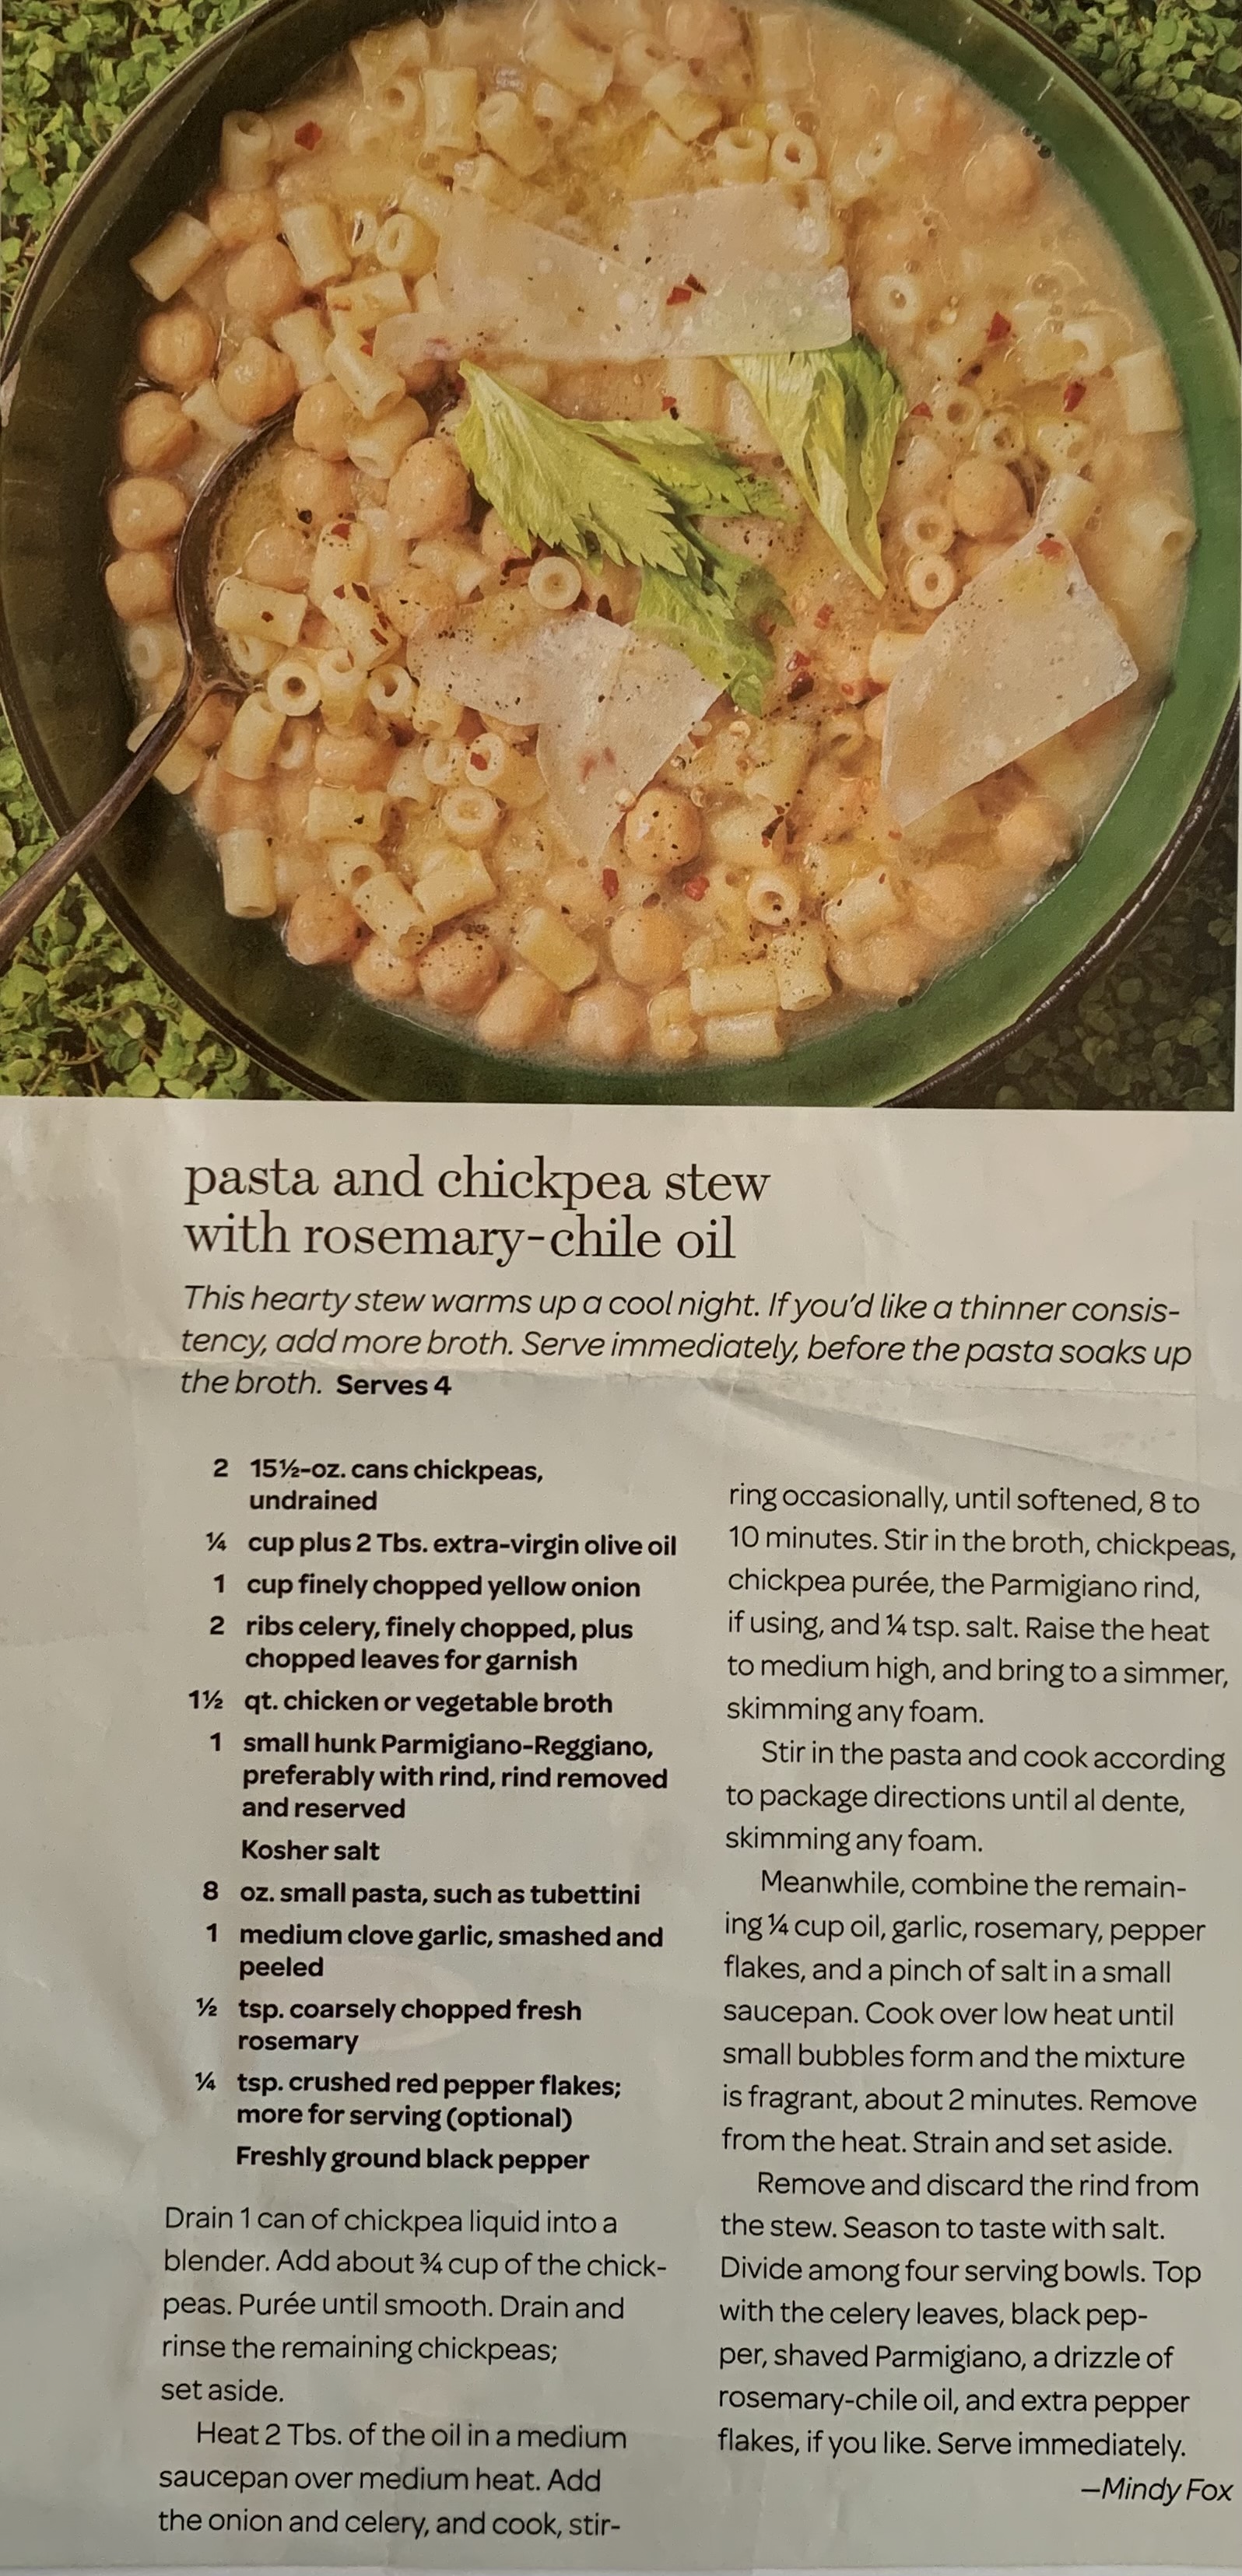 pasta and chickpea stew
with rosemary-chile oil
This hearty stew warms up a cool night. If you'd like a thinner consis-
tency, add more broth. Serve immediately, before the pasta soaks up
the broth. Serves 4
2 15½-oz. cans chickpeas,
undrained
¼ cup plus 2 Tbs. extra-virgin olive oil
1 cup finely chopped yellow onion
2 ribs celery, finely chopped, plus
chopped leaves for garnish
1½ qt. chicken or vegetable broth
1 small hunk Parmigiano-Reggiano,
preferably with rind, rind removed
and reserved
Kosher salt
8 oz. small pasta, such as tubettini
1 medium clove garlic, smashed and
peeled
½ tsp. coarsely chopped fresh
rosemary
¼ tsp. crushed red pepper flakes;
more for serving (optional)
Freshly ground black pepper
Drain 1 can of chickpea liquid into a
blender. Add about ¾ cup of the chick-
peas. Purée until smooth. Drain and
rinse the remaining chickpeas;
set aside.
Heat 2 Tbs. of the oil in a medium
saucepan over medium heat. Add
the onion and celery, and cook, stir-
ring occasionally, until softened, 8 to
10 minutes. Stir in the broth, chickpeas,
chickpea purée, the Parmigiano rind,
if using, and ¼ tsp. salt. Raise the heat
to medium high, and bring to a simmer,
skimming any foam.
Stir in the pasta and cook according
to package directions until al dente,
skimming any foam.
Meanwhile, combine the remain-
ing ¼ cup oil, garlic, rosemary, pepper
flakes, and a pinch of salt in a small
saucepan. Cook over low heat until
small bubbles form and the mixture
is fragrant, about 2 minutes. Remove
from the heat. Strain and set aside.
Remove and discard the rind from
the stew. Season to taste with salt.
Divide among four serving bowls. Top
with the celery leaves, black pep-
per, shaved Parmigiano, a drizzle of
rosemary-chile oil, and extra pepper
flakes, if you like. Serve immediately.
—Mindy Fox